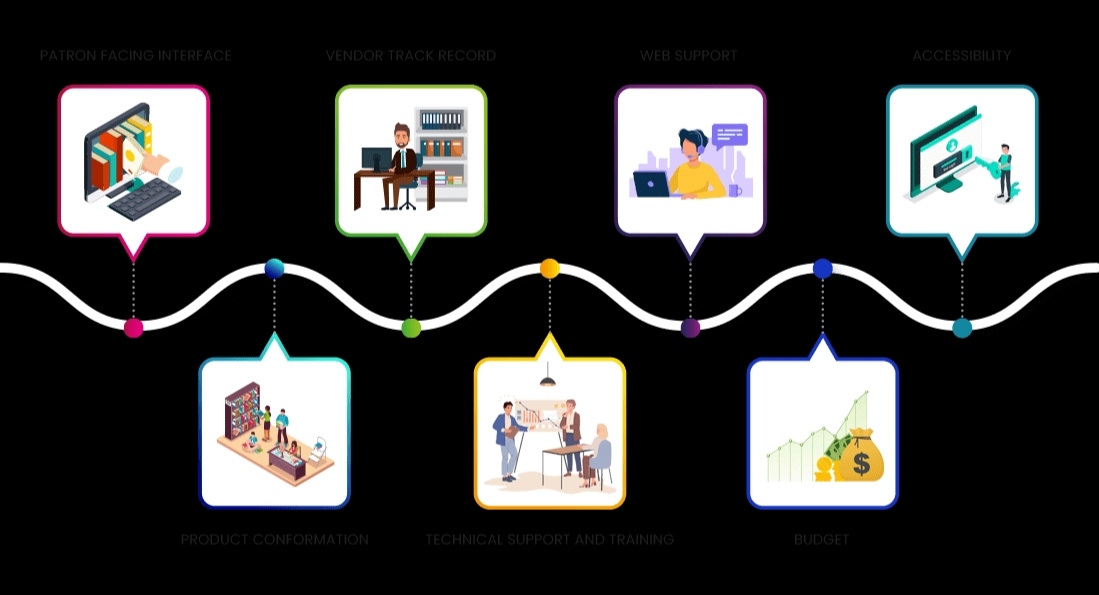 PATRON FACING INTERFACE
VENDOR TRACK RECORD
WEB SUPPORT
ACCESSIBILITY
$
PRODUCT CONFORMATION
TECHNICAL SUPPORT AND TRAINING
BUDGET